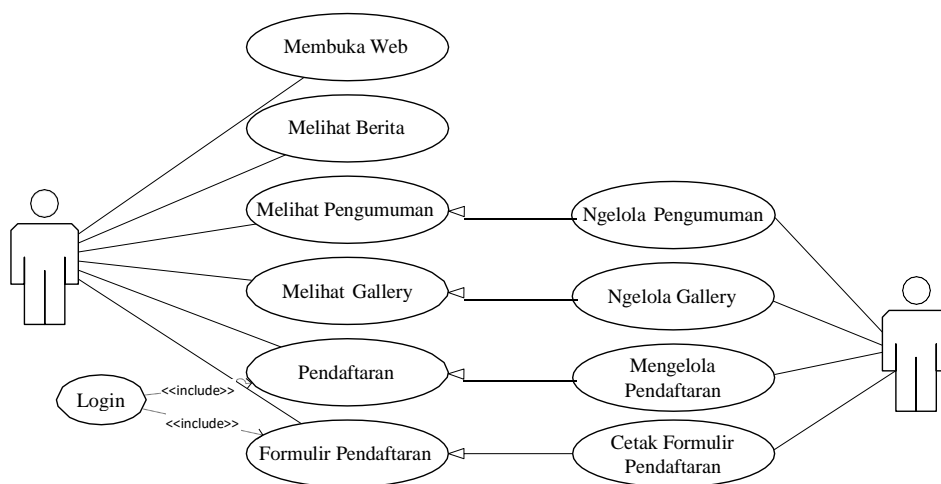 Membuka Web
Melihat Berita
Melihat Pengumuman
Ngelola Pengumuman
Melihat Gallery
Ngelola Gallery
Pendaftaran
Mengelola
Pendaftaran
Login
<<include>>
<<include>>
Formulir Pendaftaran
Cetak Formulir
Pendaftaran